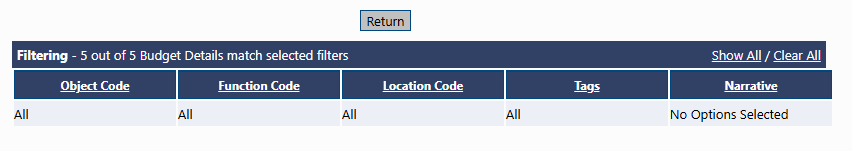 Return
Filtering - 5 out of 5 Budget Details match selected filters Show All / Clear All
Object Code Function Code Location Code Tags Narrative
All All All All No Options Selected